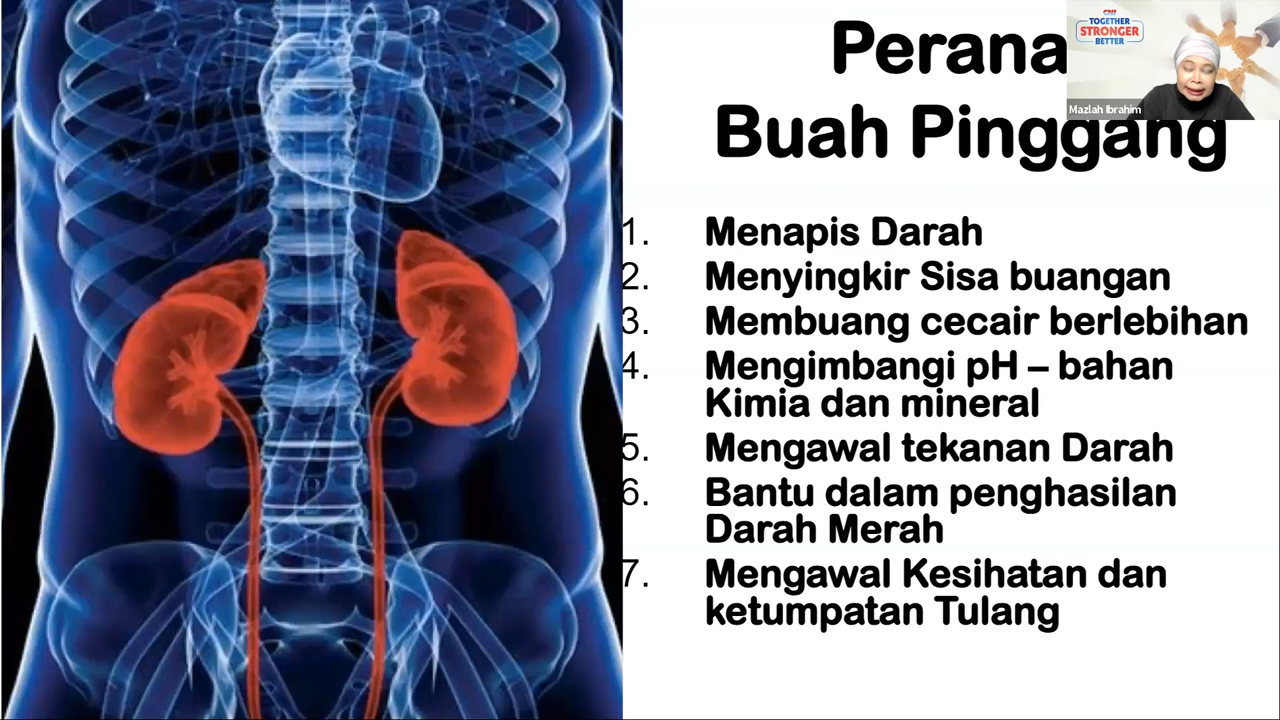 Perana
Buah Pinggang
CNI
TOGETHER
STRONGER
BETTER
Mazlah Ibrahim
1. Menapis Darah
2. Menyingkir Sisa buangan
3. Membuang cecair berlebihan
4. Mengimbangi pH – bahan
Kimia dan mineral
5. Mengawal tekanan Darah
6. Bantu dalam penghasilan
Darah Merah
7. Mengawal Kesihatan dan
ketumpatan Tulang